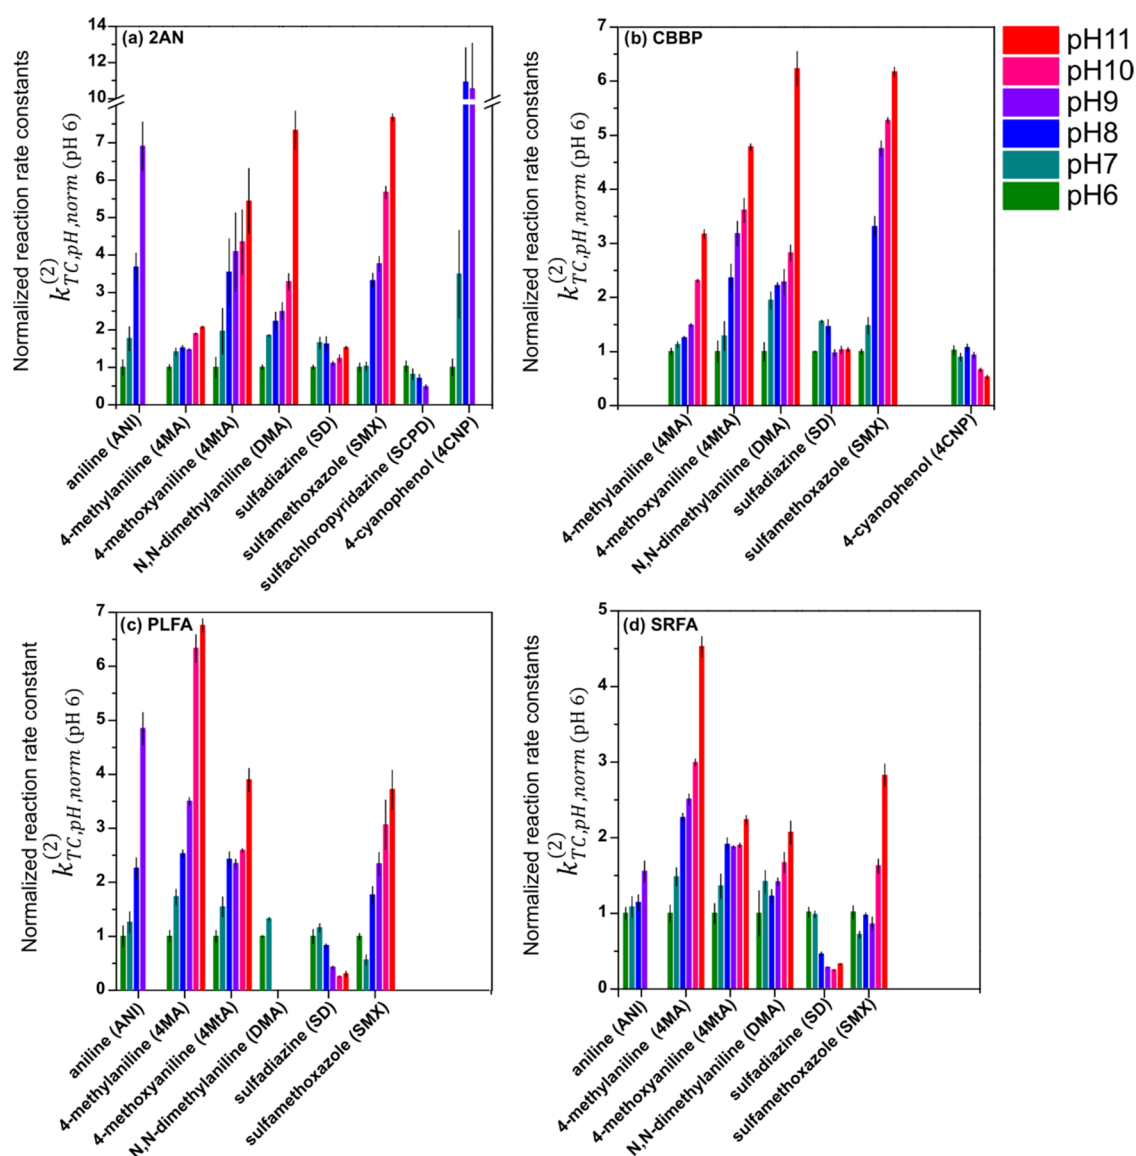 (a) 2AN
14
12
10
7
6
5
4
3
2
1
0
Normalized reaction rate constants
k(2)TC,pH,norm (pH 6)
aniline (ANI)
4-methylaniline (4MA)
4-methoxyaniline (4MtA)
N,N-dimethylaniline (DMA)
sulfadiazine (SD)
sulfamethoxazole (SMX)
sulfachloropyridazine (SCPD)
4-cyanophenol (4CNP)
(b) CBBP
7
6
5
4
3
2
1
0
Normalized reaction rate constants
k(2)TC,pH,norm (pH 6)
4-methylaniline (4MA)
4-methoxyaniline (4MtA)
N,N-dimethylaniline (DMA)
sulfadiazine (SD)
sulfamethoxazole (SMX)
4-cyanophenol (4CNP)
pH11
pH10
pH9
pH8
pH7
pH6
(c) PLFA
7
6
5
4
3
2
1
0
Normalized reaction rate constant
k(2)TC,pH,norm (pH 6)
aniline (ANI)
4-methylaniline (4MA)
4-methoxyaniline (4MtA)
N,N-dimethylaniline (DMA)
sulfadiazine (SD)
sulfamethoxazole (SMX)
(d) SRFA
5
4
3
2
1
0
Normalized reaction rate constants
k(2)TC,pH,norm (pH 6)
aniline (ANI)
4-methylaniline (4MA)
4-methoxyaniline (4MtA)
N,N-dimethylaniline (DMA)
sulfadiazine (SD)
sulfamethoxazole (SMX)